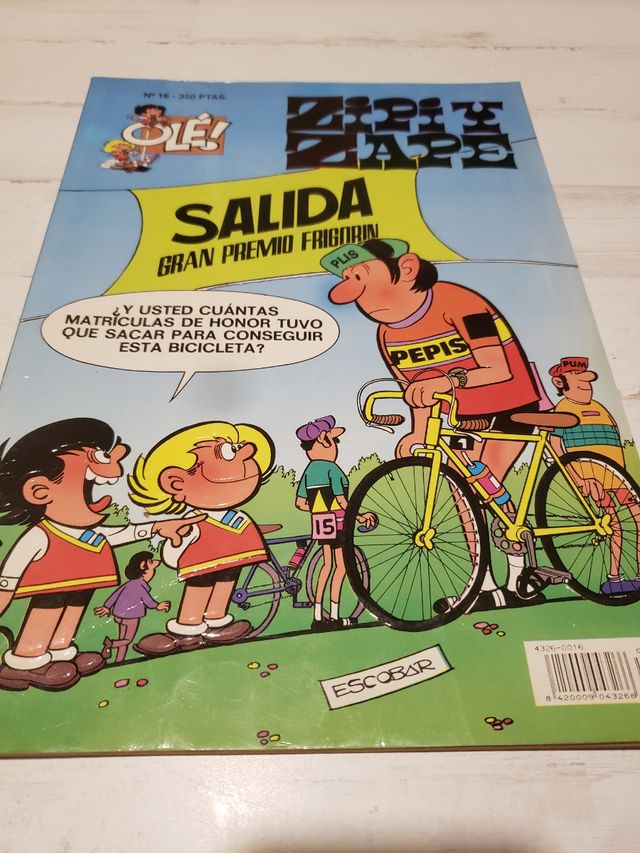 Nº 16 - 350 PTAS.
OLÉ!
ZIPI Y
ZAPE
SALIDA
GRAN PREMIO FRIGORIN
PLIS
¿Y USTED CUÁNTAS
MATRÍCULAS DE HONOR TUVO
QUE SACAR PARA CONSEGUIR
ESTA BICICLETA?
PEPIS
PUM
1
15
ESCOBAR
4326-0016
8 420009 043266